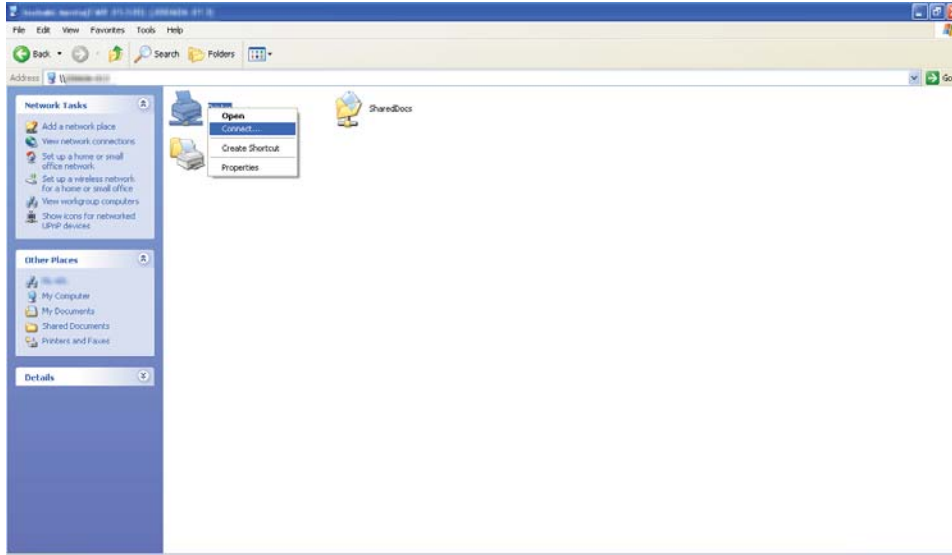 File Edit View Favorites Tools Help
Back Search Folders
Address \\ Go
Network Tasks
Add a network place
View network connections
Set up a home or small
office network
Set up a wireless network
for a home or small office
View workgroup computers
Show icons for networked
UPnP devices
Other Places
My Computer
My Documents
Shared Documents
Printers and Faxes
Details
SharedDocs
Open
Connect...
Create Shortcut
Properties